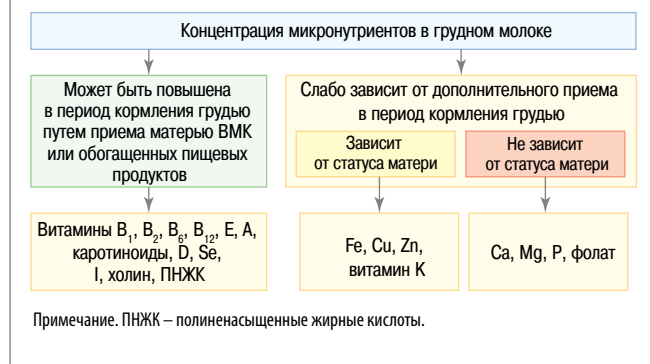 Концентрация микронутриентов в грудном молоке
Может быть повышена
в период кормления грудью
путем приема матерью ВМК
или обогащенных пищевых
продуктов
Слабо зависит от дополнительного приема
в период кормления грудью
Зависит
от статуса матери
Не зависит
от статуса матери
Витамины B₁, B₂, B₆, B₁₂, E, A,
каротиноиды, D, Se,
I, холин, ПНЖК
Fe, Cu, Zn,
витамин K
Ca, Mg, P, фолат
Примечание. ПНЖК – полиненасыщенные жирные кислоты.